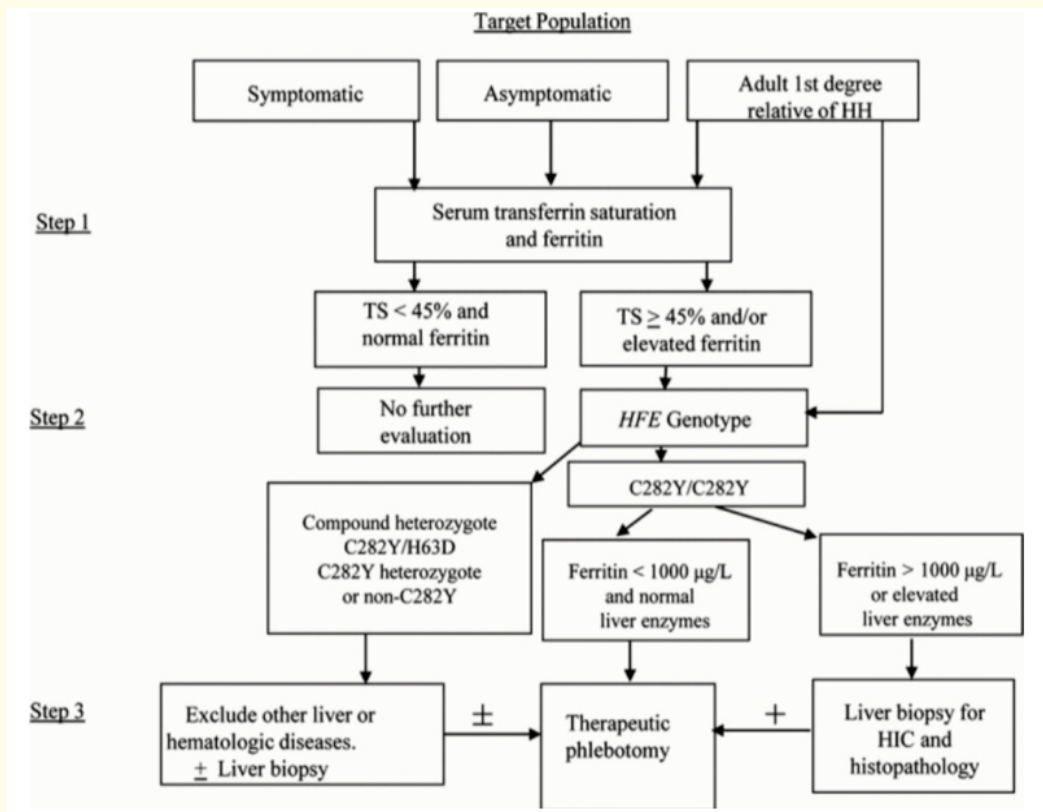 Target Population
Symptomatic
Asymptomatic
Adult 1st degree
relative of HH
Step 1
Serum transferrin saturation
and ferritin
TS < 45% and
normal ferritin
TS ≥ 45% and/or
elevated ferritin
Step 2
No further
evaluation
HFE Genotype
C282Y/C282Y
Compound heterozygote
C282Y/H63D
C282Y heterozygote
or non-C282Y
Ferritin < 1000 µg/L
and normal
liver enzymes
Ferritin > 1000 µg/L
or elevated
liver enzymes
Step 3
Exclude other liver or
hematologic diseases.
± Liver biopsy
±
Therapeutic
phlebotomy
+
Liver biopsy for
HIC and
histopathology